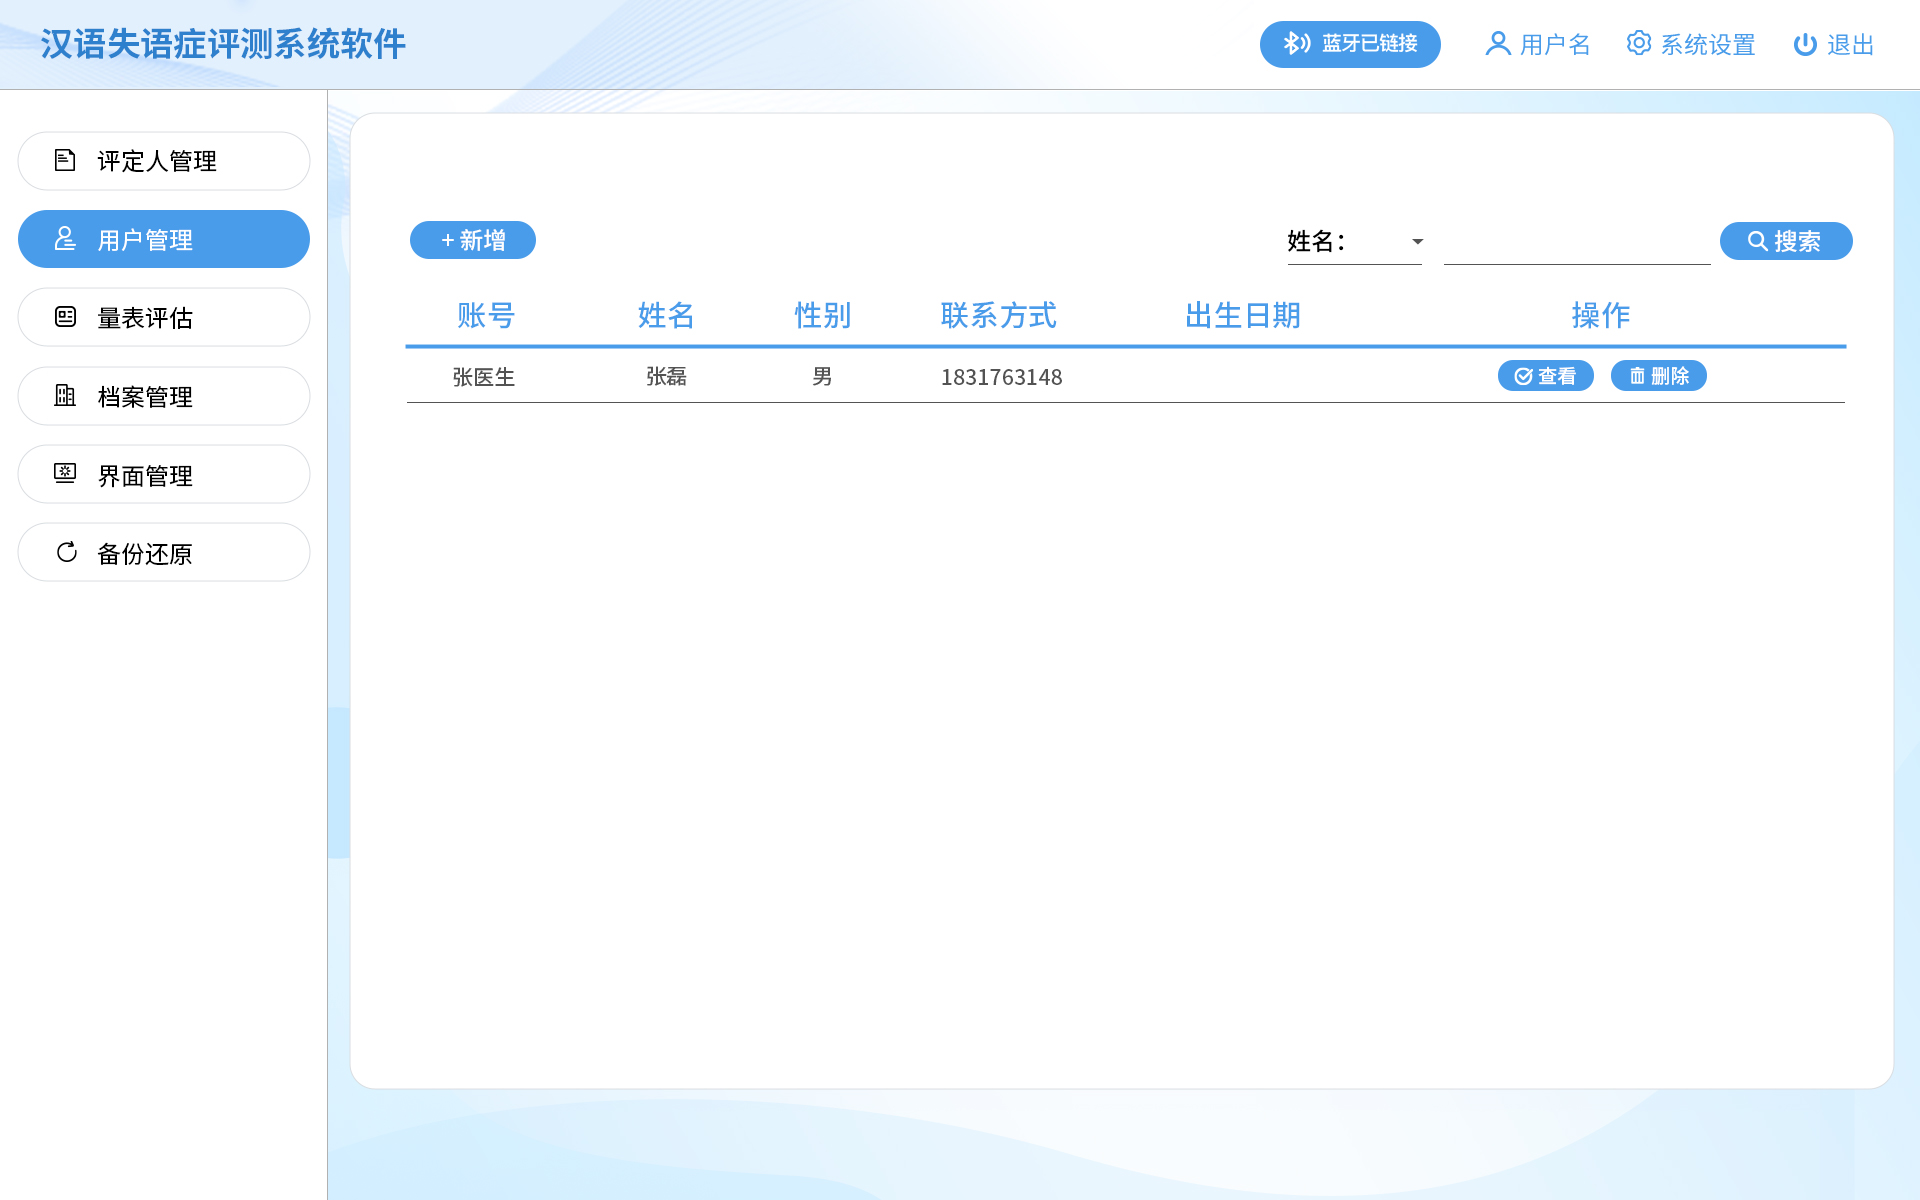 汉语失语症评测系统软件
蓝牙已链接
用户名
系统设置
退出
评定人管理
用户管理
量表评估
档案管理
界面管理
备份还原
+ 新增
姓名：
搜索
账号 姓名 性别 联系方式 出生日期 操作
张医生 张磊 男 1831763148 查看 删除